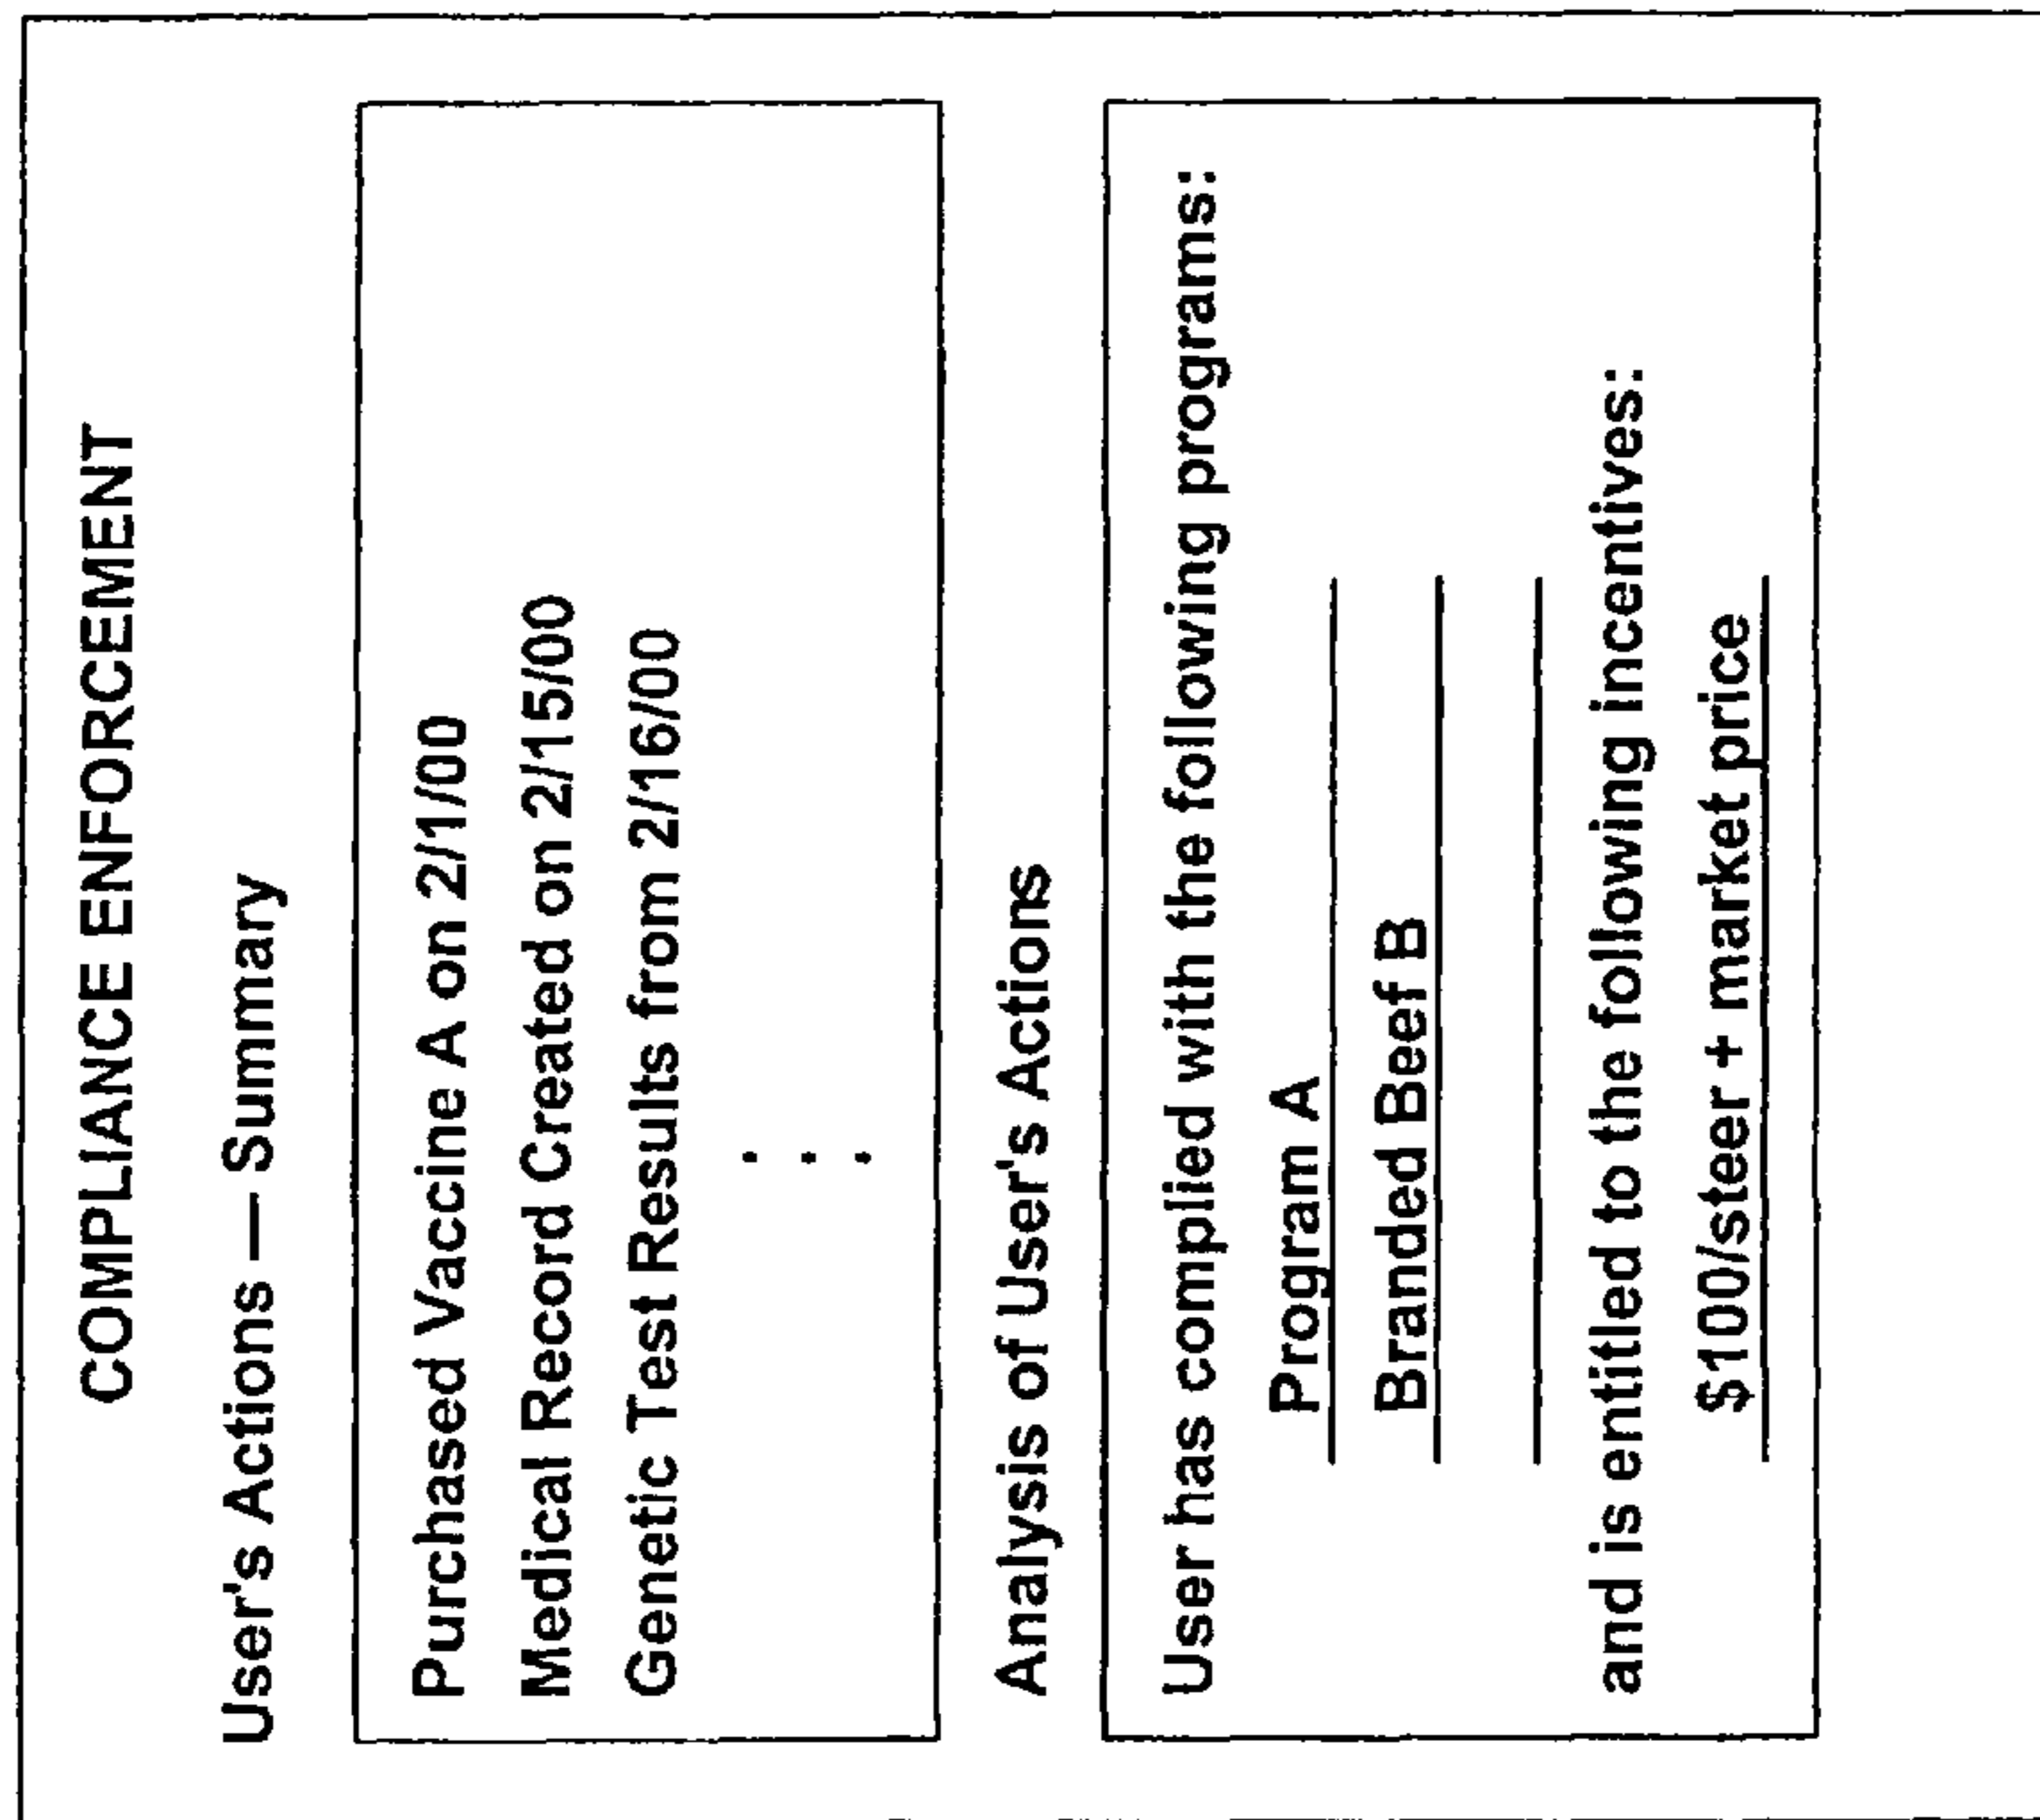 COMPLIANCE ENFORCEMENT
User's Actions — Summary
Purchased Vaccine A on 2/1/00
Medical Record Created on 2/15/00
Genetic Test Results from 2/16/00
. . .
Analysis of User's Actions
User has complied with the following programs:
Program A
Branded Beef B
and is entitled to the following incentives:
$100/steer + market price